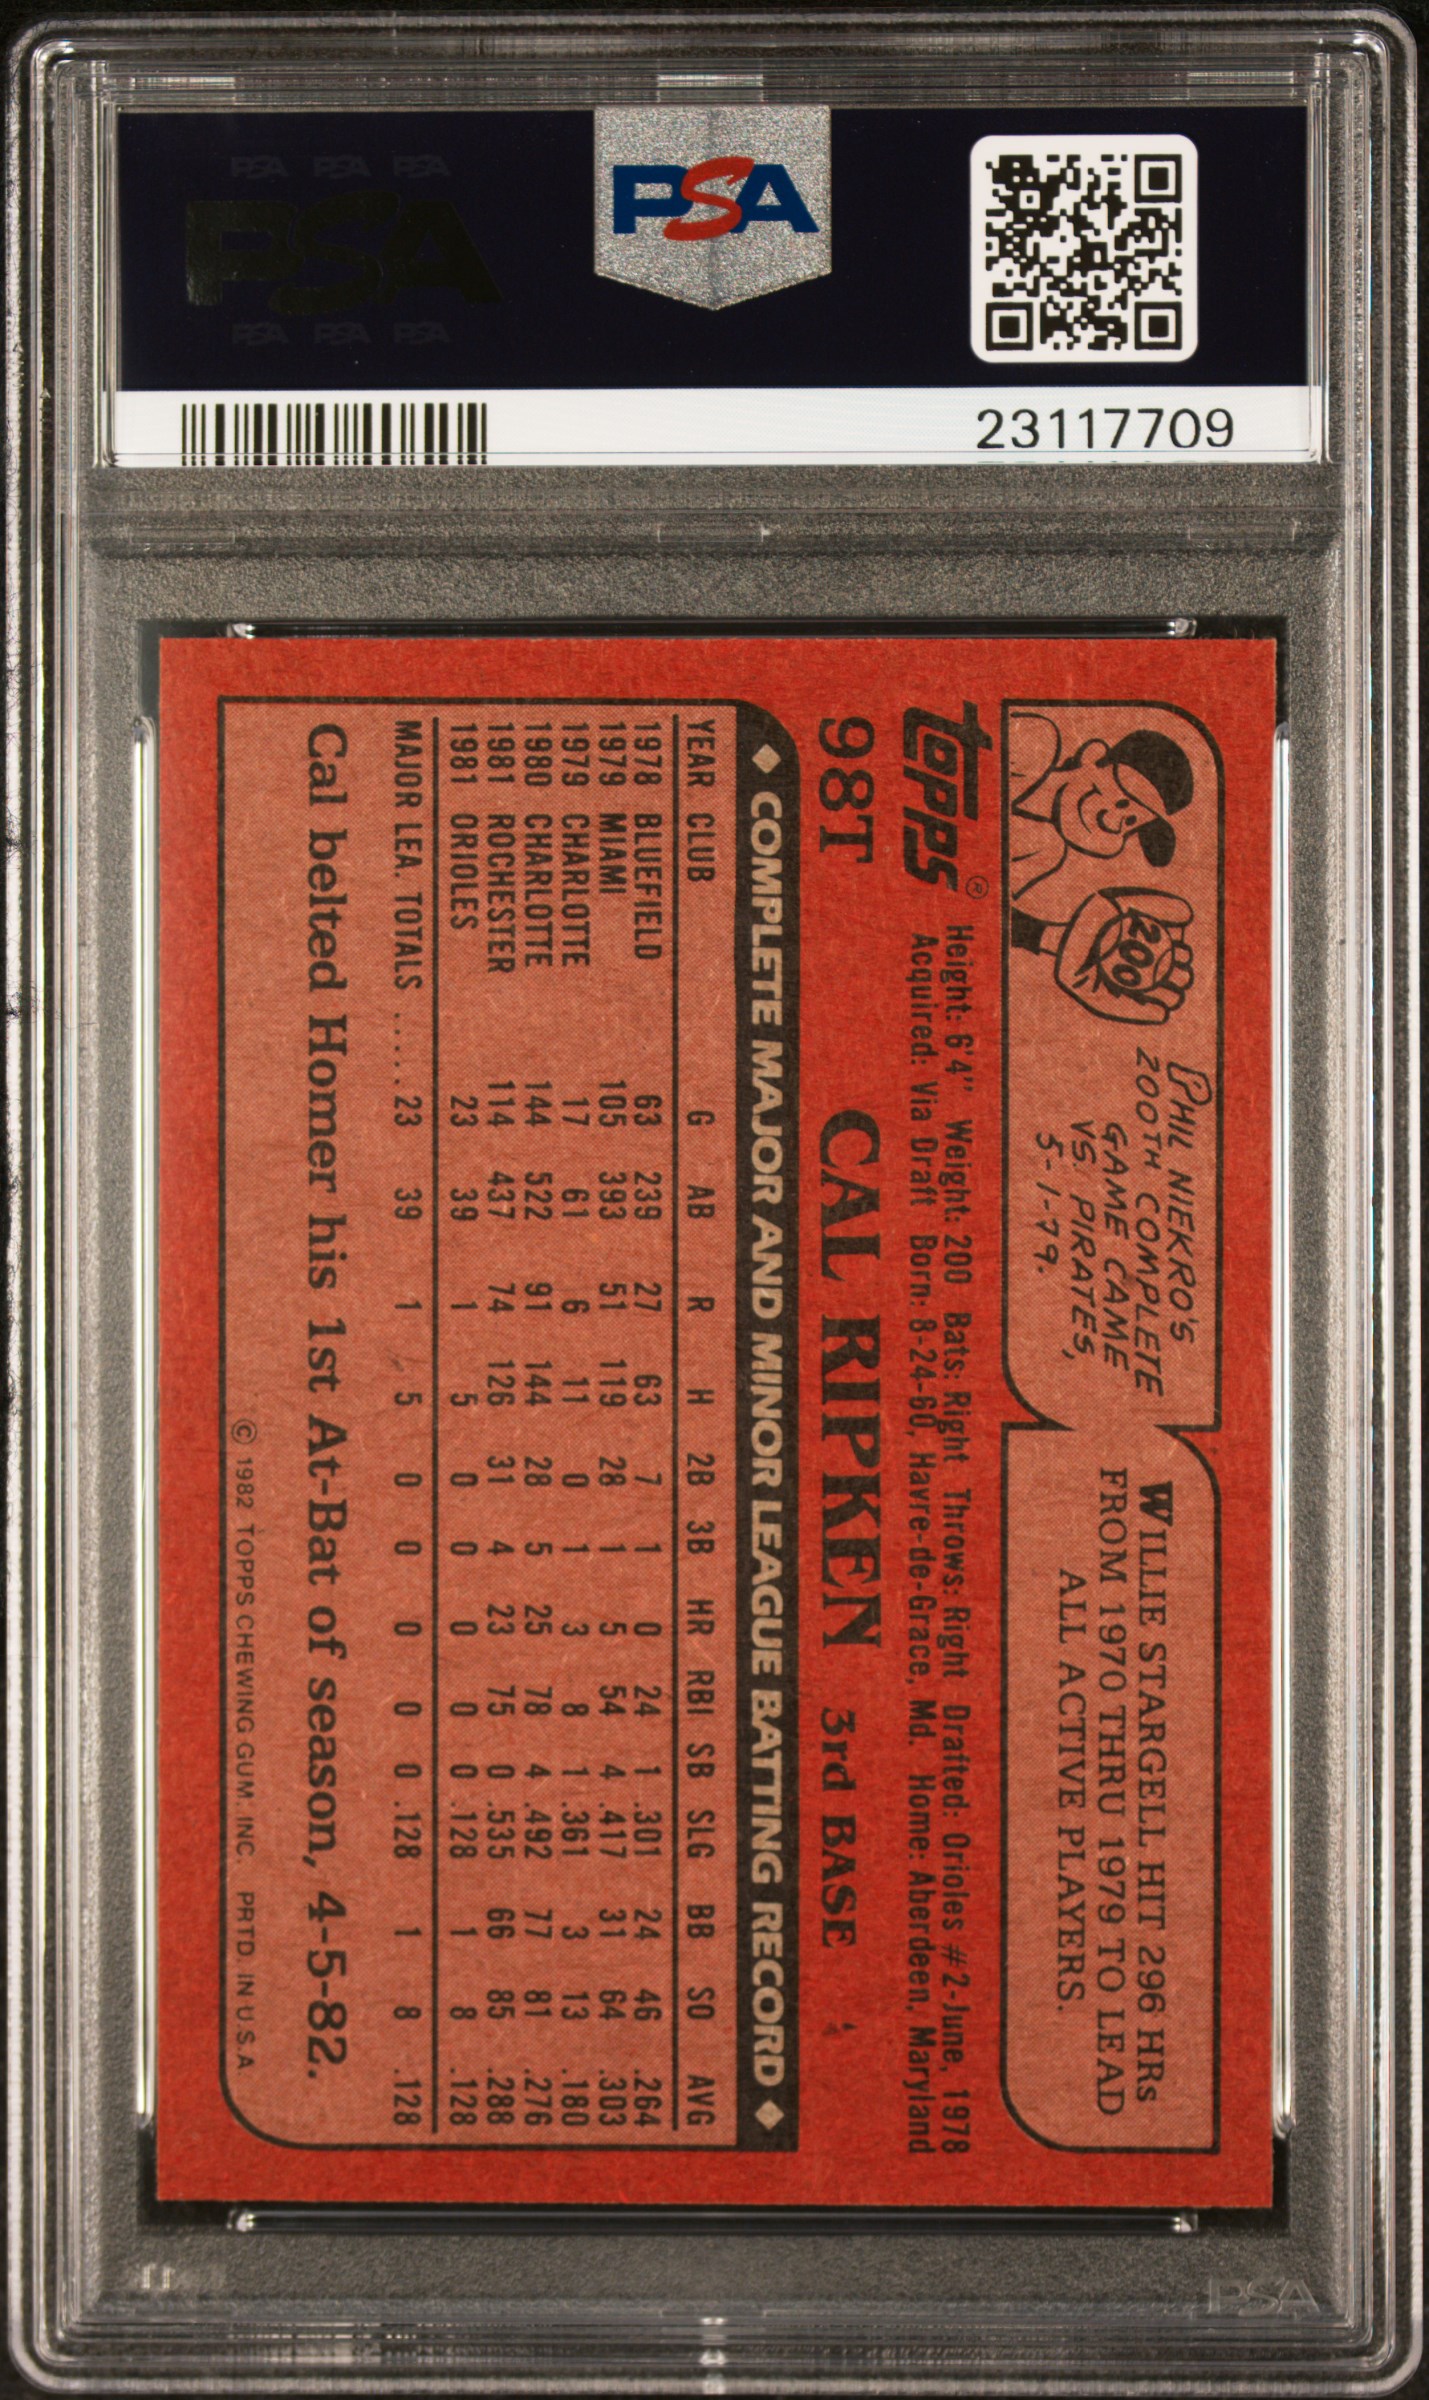 PSA PSA PSA
PSA
PSA PSA PSA
PSA
23117709
PHIL NIEKRO'S
200TH COMPLETE
GAME CAME
VS. PIRATES,
5-1-79.
200
WILLIE STARGELL HIT 296 HRs
FROM 1970 THRU 1979 TO LEAD
ALL ACTIVE PLAYERS.
topps®
Height: 6'4" Weight: 200 Bats: Right Throws: Right Drafted: Orioles #2-June, 1978
Acquired: Via Draft Born: 8-24-60, Havre-de-Grace, Md. Home: Aberdeen, Maryland
98T CAL RIPKEN 3rd BASE
◆ COMPLETE MAJOR AND MINOR LEAGUE BATTING RECORD ◆
YEAR CLUB G AB R H 2B 3B HR RBI SB SLG BB SO AVG
1978 BLUEFIELD 63 239 27 63 7 1 0 24 1 .301 24 46 .264
1979 MIAMI 105 393 51 119 28 1 5 54 4 .417 31 64 .303
1979 CHARLOTTE 17 61 6 11 0 1 3 8 1 .361 3 13 .180
1980 CHARLOTTE 144 522 91 144 28 5 25 78 4 .492 77 81 .276
1981 ROCHESTER 114 437 74 126 31 4 23 75 0 .535 66 85 .288
1981 ORIOLES 23 39 1 5 0 0 0 0 0 .128 1 8 .128
MAJOR LEA. TOTALS ..... 23 39 1 5 0 0 0 0 0 .128 1 8 .128
Cal belted Homer his 1st At-Bat of season, 4-5-82.
© 1982 TOPPS CHEWING GUM, INC. PRTD. IN U.S.A.
PSA